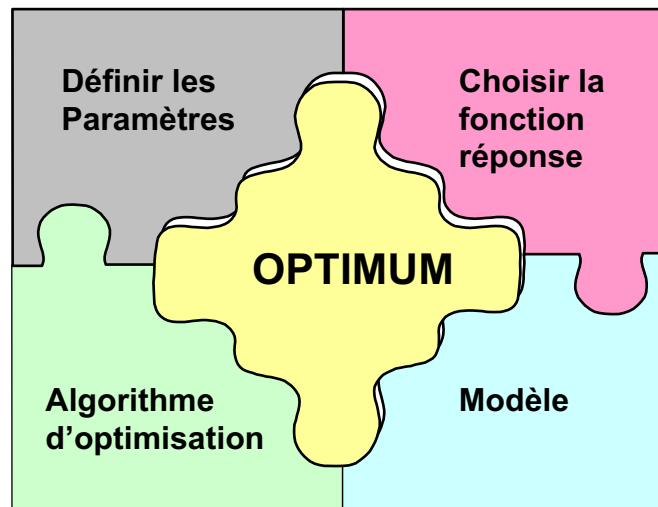 Définir les
Paramètres
Choisir la
fonction
réponse
OPTIMUM
Algorithme
d’optimisation
Modèle